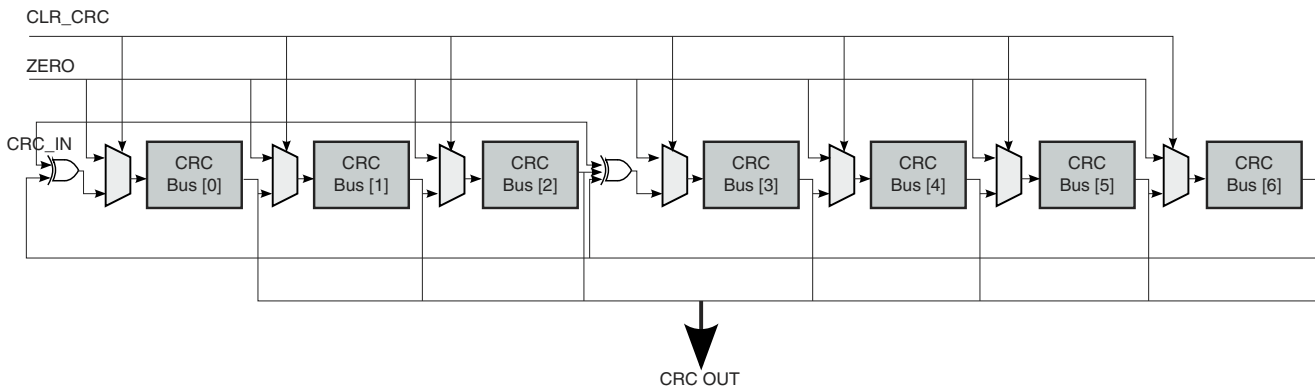 CLR_CRC
ZERO
CRC_IN
CRC
Bus [0]
CRC
Bus [1]
CRC
Bus [2]
CRC
Bus [3]
CRC
Bus [4]
CRC
Bus [5]
CRC
Bus [6]
CRC OUT